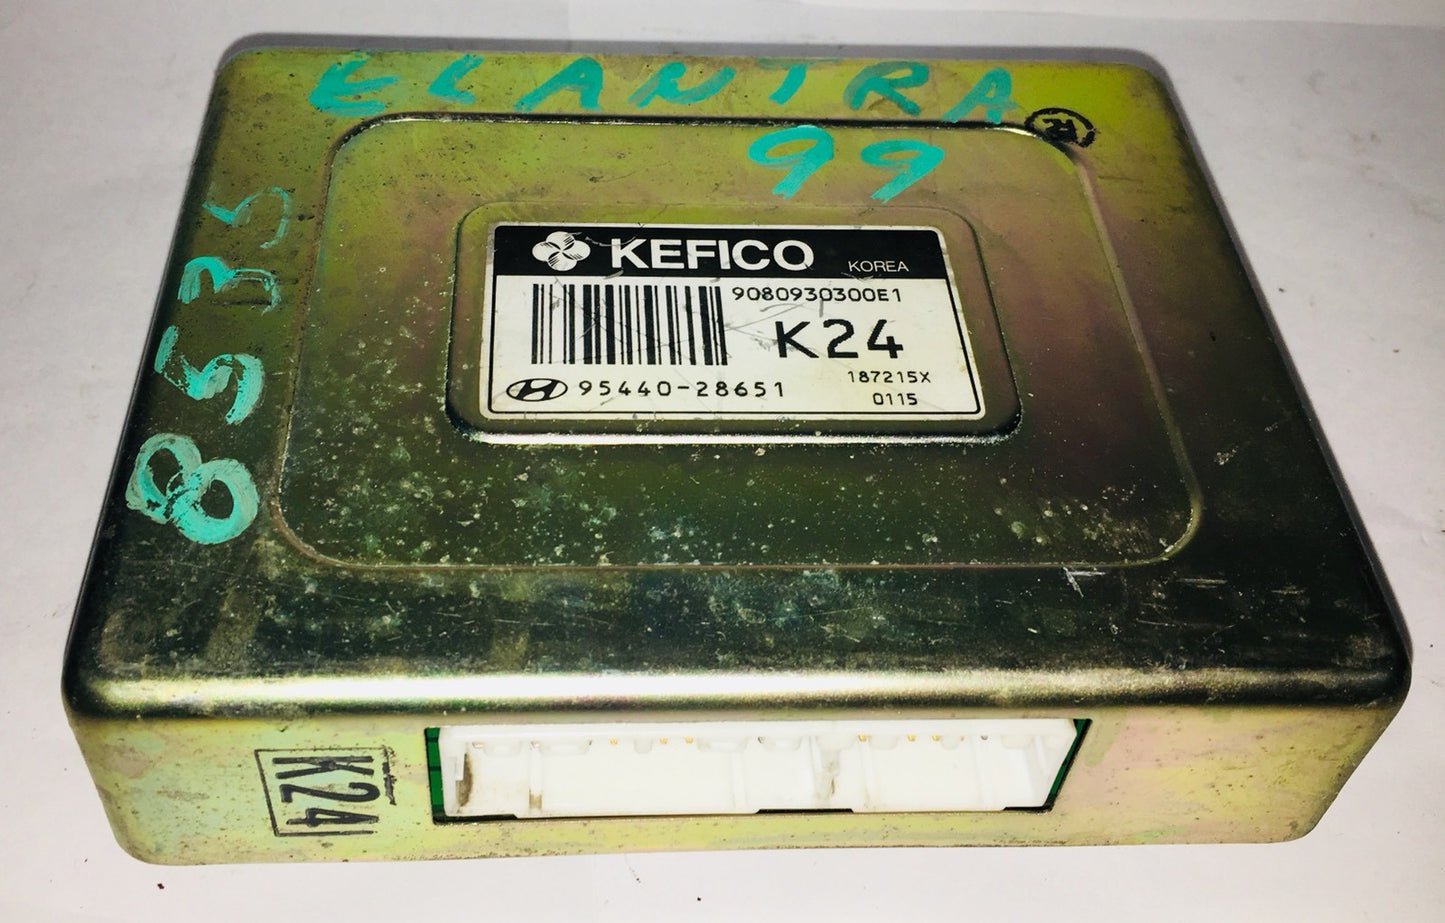 ELANTRA
99
8535
KEFICO KOREA
9080930300E1
K24
187215X
95440-28651
0115
K24